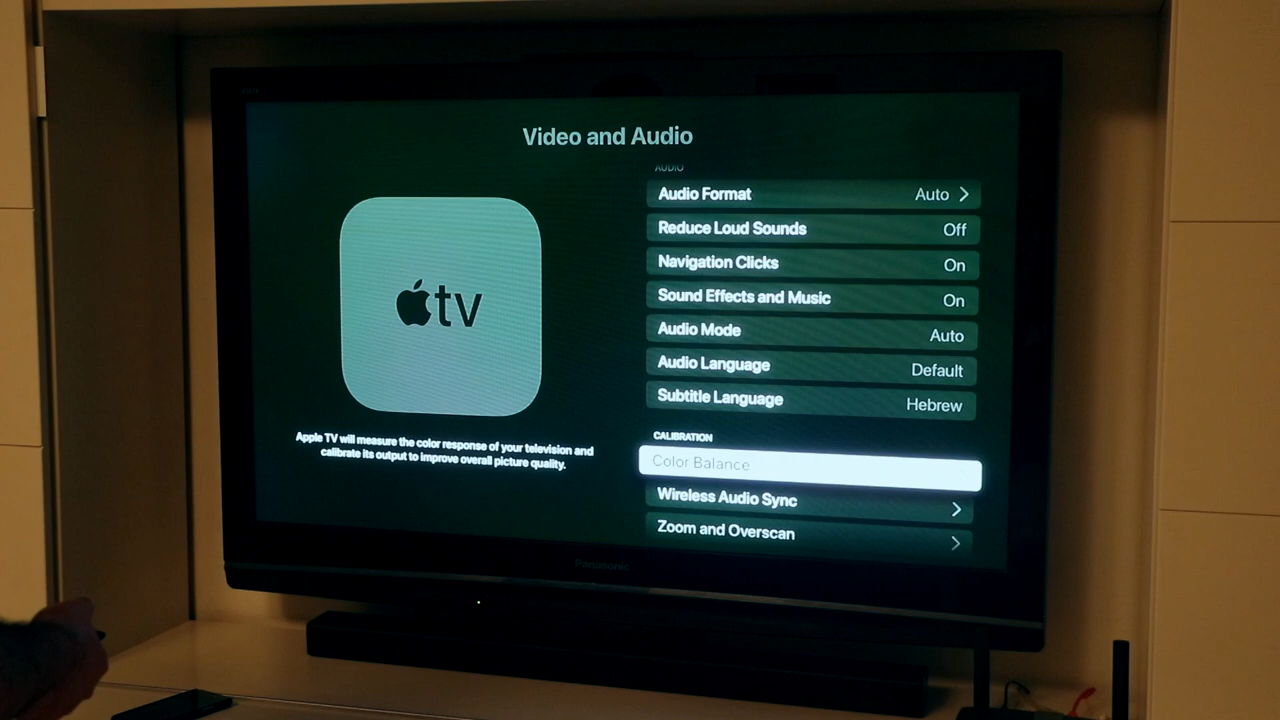 Video and Audio
AUDIO
Audio Format Auto
Reduce Loud Sounds Off
Navigation Clicks On
Sound Effects and Music On
Audio Mode Auto
Audio Language Default
Subtitle Language Hebrew
CALIBRATION
Color Balance
Wireless Audio Sync
Zoom and Overscan
tv
Apple TV will measure the color response of your television and
calibrate its output to improve overall picture quality.
Panasonic